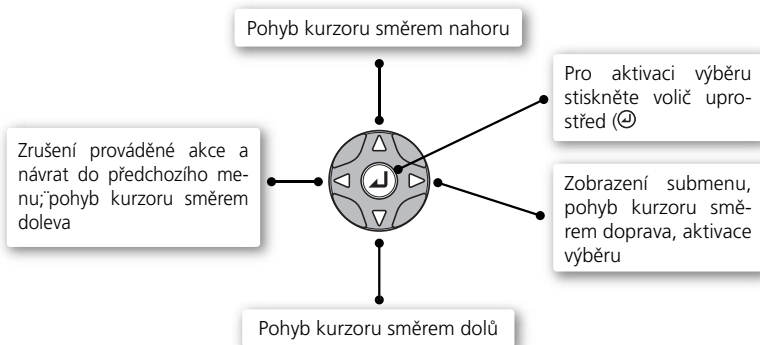 Pohyb kurzoru směrem nahoru
Pro aktivaci výběru
stiskněte volič upro-
střed (
Zrušení prováděné akce a
návrat do předchozího me-
nu;¨pohyb kurzoru směrem
doleva
Zobrazení submenu,
pohyb kurzoru smě-
rem doprava, aktivace
výběru
Pohyb kurzoru směrem dolů